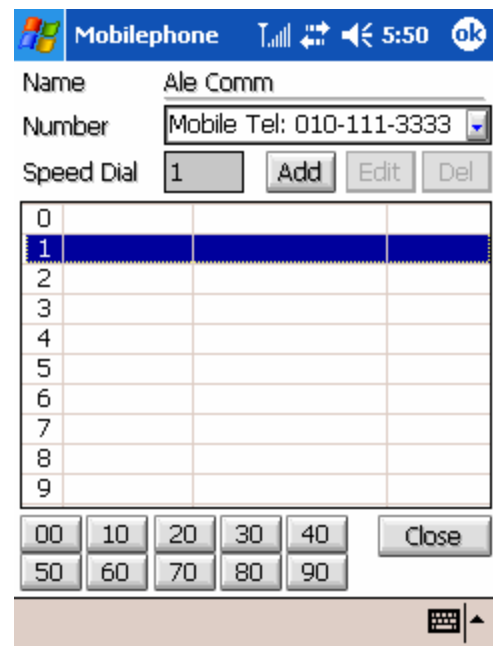 Mobilephone 5:50 ok
Name Ale Comm
Number Mobile Tel: 010-111-3333
Speed Dial 1 Add Edit Del
0
1
2
3
4
5
6
7
8
9
00 10 20 30 40 Close
50 60 70 80 90